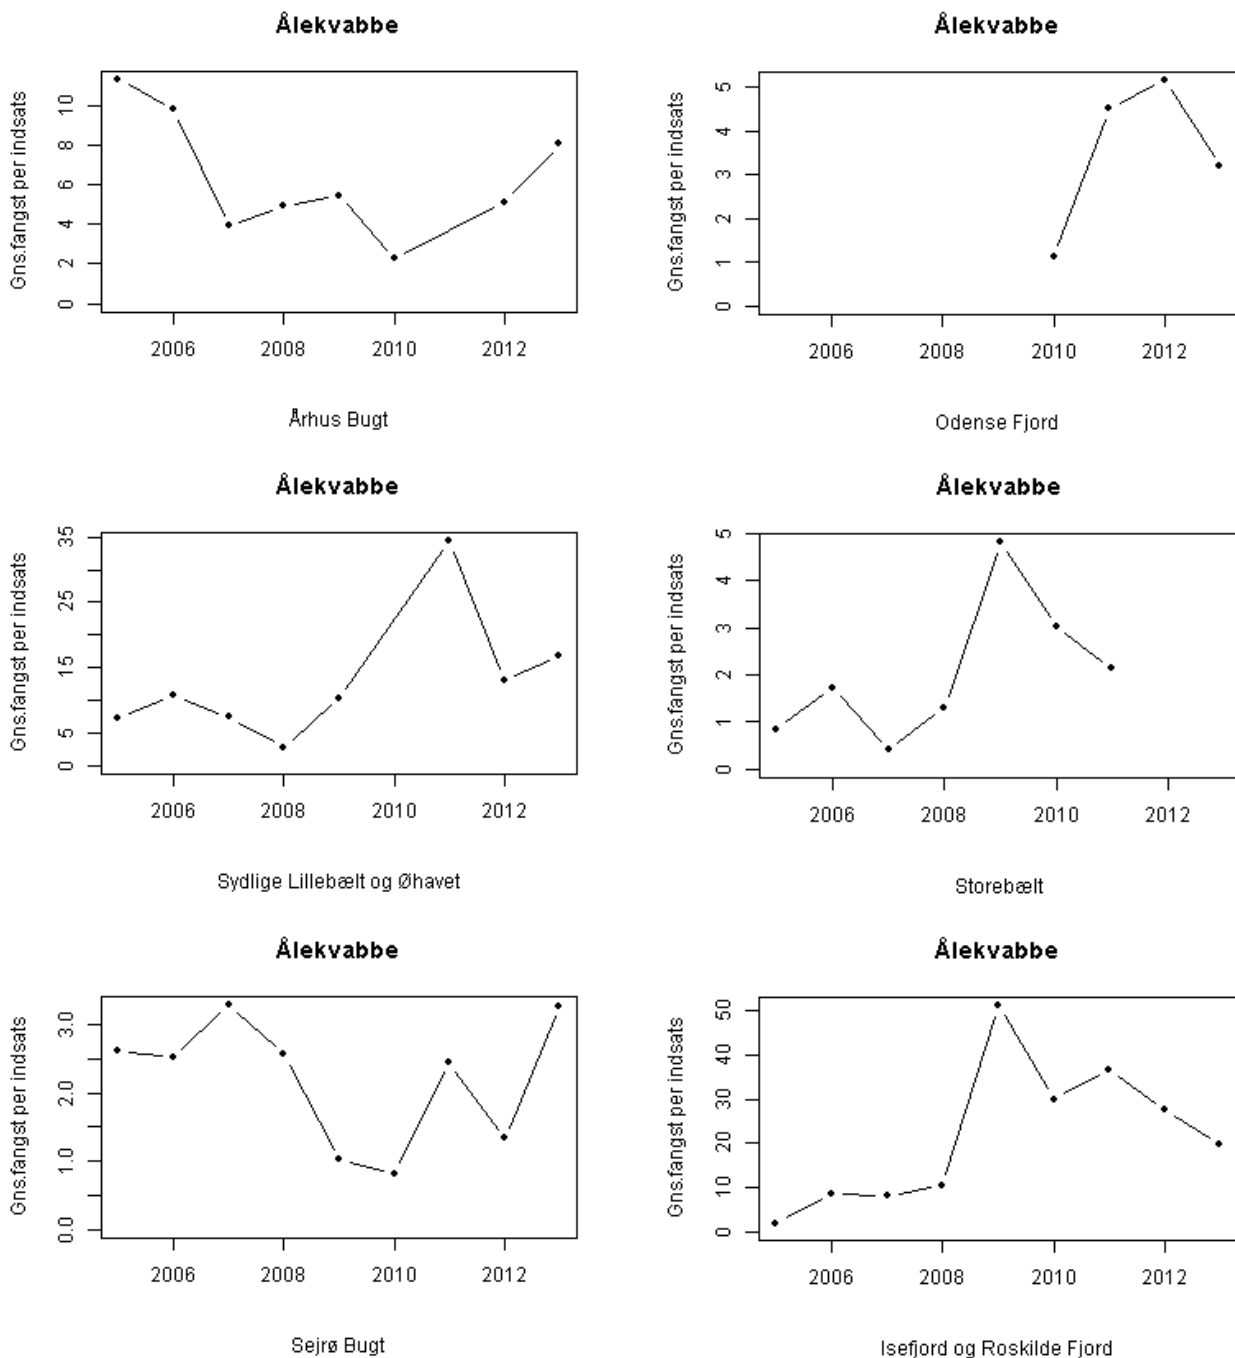 Ålekvabbe
Gns.fangst per indsats
10
8
6
4
2
0
2006 2008 2010 2012
Århus Bugt
Ålekvabbe
Gns.fangst per indsats
5
4
3
2
1
0
2006 2008 2010 2012
Odense Fjord
Ålekvabbe
Gns.fangst per indsats
35
25
15
5
0
2006 2008 2010 2012
Sydlige Lillebælt og Øhavet
Ålekvabbe
Gns.fangst per indsats
5
4
3
2
1
0
2006 2008 2010 2012
Storebælt
Ålekvabbe
Gns.fangst per indsats
3.0
2.0
1.0
0.0
2006 2008 2010 2012
Sejrø Bugt
Ålekvabbe
Gns.fangst per indsats
50
40
30
20
10
0
2006 2008 2010 2012
Isefjord og Roskilde Fjord